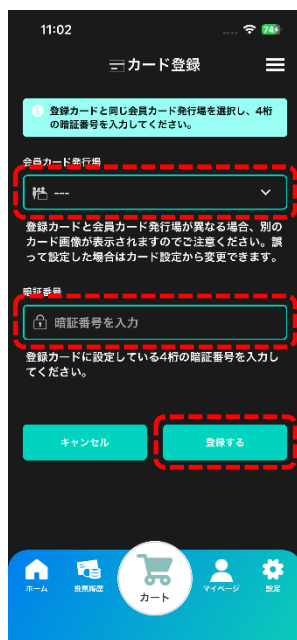 11:02
74
カード登録
登録カードと同じ会員カード発行場を選択し、4桁
の暗証番号を入力してください。
会員カード発行場
---
登録カードと会員カード発行場が異なる場合、別の
カード画像が表示されますのでご注意ください。誤
って設定した場合はカード設定から変更できます。
暗証番号
暗証番号を入力
登録カードに設定している4桁の暗証番号を入力し
てください。
キャンセル
登録する
ホーム
投票履歴
カート
マイページ
設定